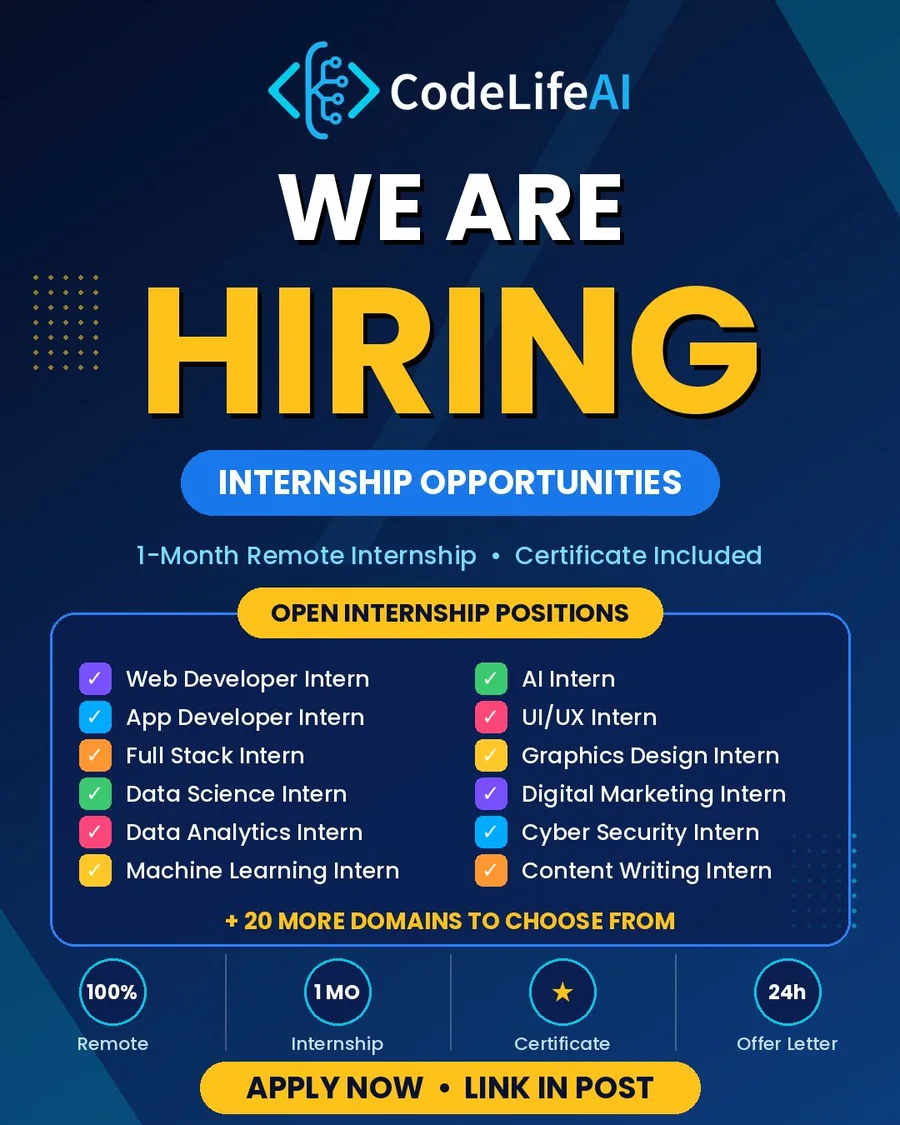 CodeLifeAI
WE ARE
HIRING
INTERNSHIP OPPORTUNITIES
1-Month Remote Internship • Certificate Included
OPEN INTERNSHIP POSITIONS
✓ Web Developer Intern
✓ App Developer Intern
✓ Full Stack Intern
✓ Data Science Intern
✓ Data Analytics Intern
✓ Machine Learning Intern
✓ AI Intern
✓ UI/UX Intern
✓ Graphics Design Intern
✓ Digital Marketing Intern
✓ Cyber Security Intern
✓ Content Writing Intern
+ 20 MORE DOMAINS TO CHOOSE FROM
100%
Remote
1 MO
Internship
★
Certificate
24h
Offer Letter
APPLY NOW • LINK IN POST